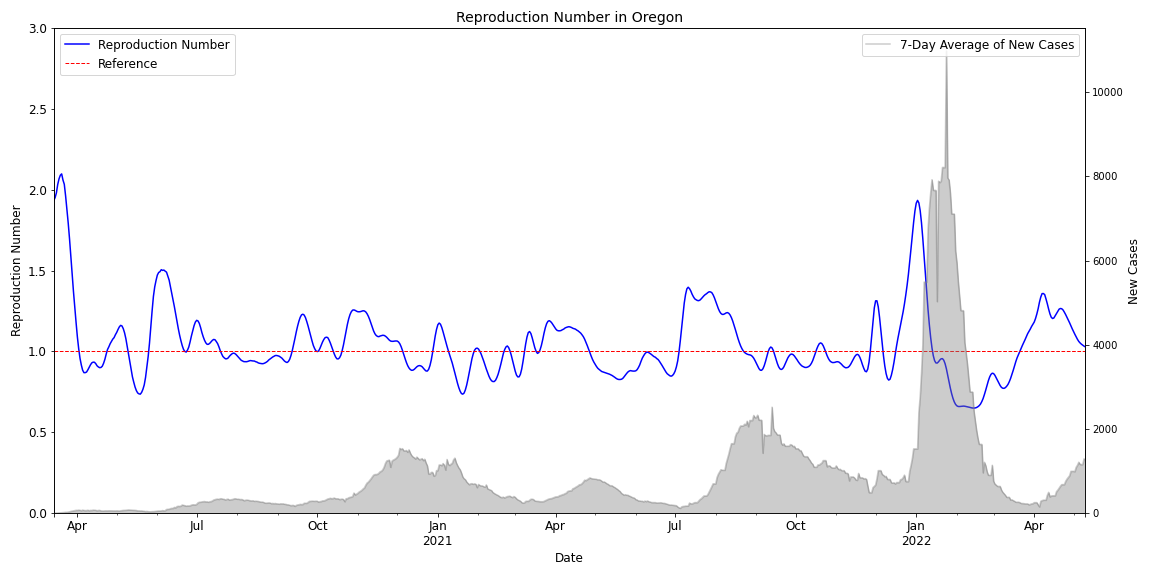 Reproduction Number in Oregon
Reproduction Number
Reference
7-Day Average of New Cases
3.0
2.5
2.0
1.5
1.0
0.5
0.0
Reproduction Number
10000
8000
6000
4000
2000
0
New Cases
Apr
Jul
Oct
Jan
2021
Apr
Jul
Oct
Jan
2022
Apr
Date